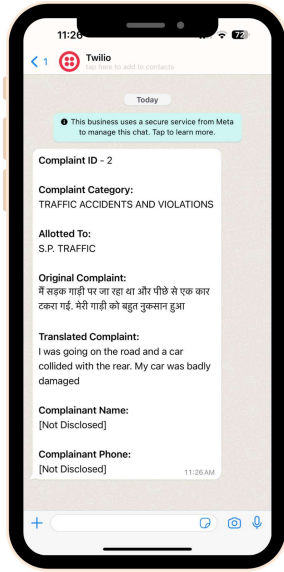 11:26
72
1
Twilio
tap here to add to contacts
Today
This business uses a secure service from Meta
to manage this chat. Tap to learn more.
Complaint ID - 2
Complaint Category:
TRAFFIC ACCIDENTS AND VIOLATIONS
Allotted To:
S.P. TRAFFIC
Original Complaint:
मैं सड़क गाड़ी पर जा रहा था और पीछे से एक कार
टकरा गई, मेरी गाड़ी को बहुत नुकसान हुआ
Translated Complaint:
I was going on the road and a car
collided with the rear. My car was badly
damaged
Complainant Name:
[Not Disclosed]
Complainant Phone:
[Not Disclosed]
11:26 AM